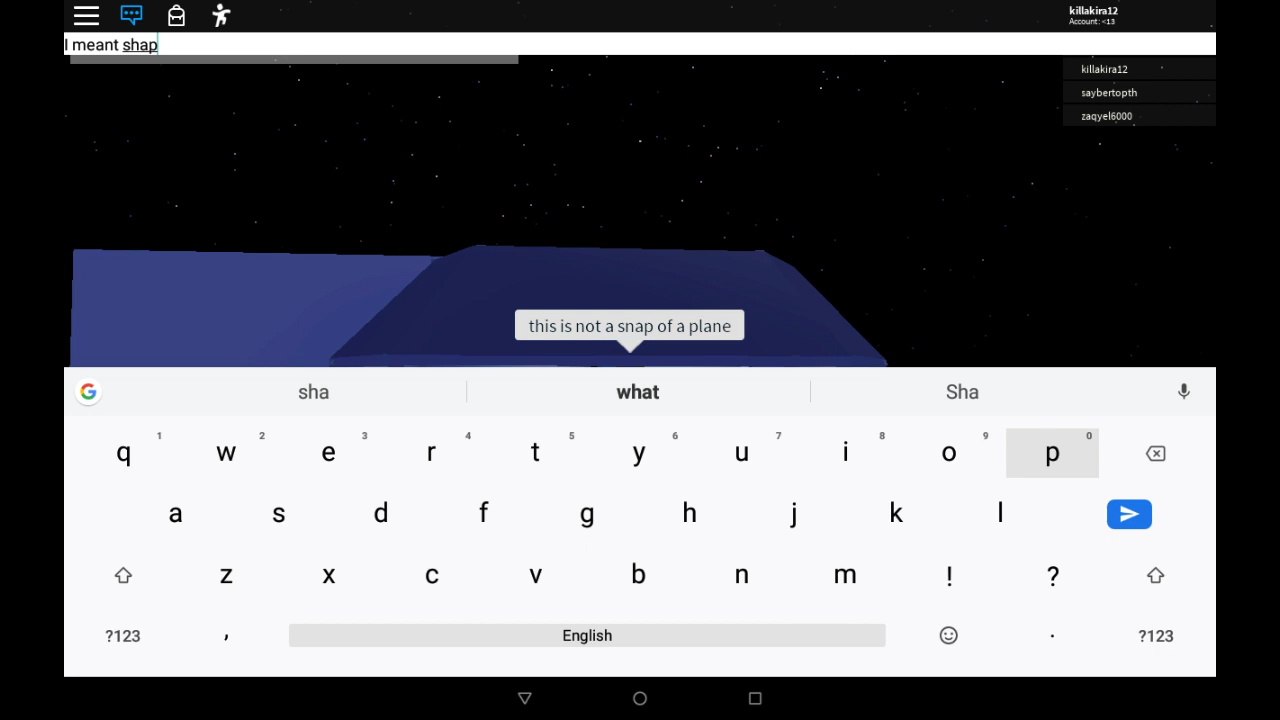 killakira12
Account: <13
I meant shap
killakira12
saybertopth
zaqyel6000
this is not a snap of a plane
sha what Sha
1 2 3 4 5 6 7 8 9 0
q w e r t y u i o p
a s d f g h j k l
z x c v b n m ! ?
?123 , English . ?123